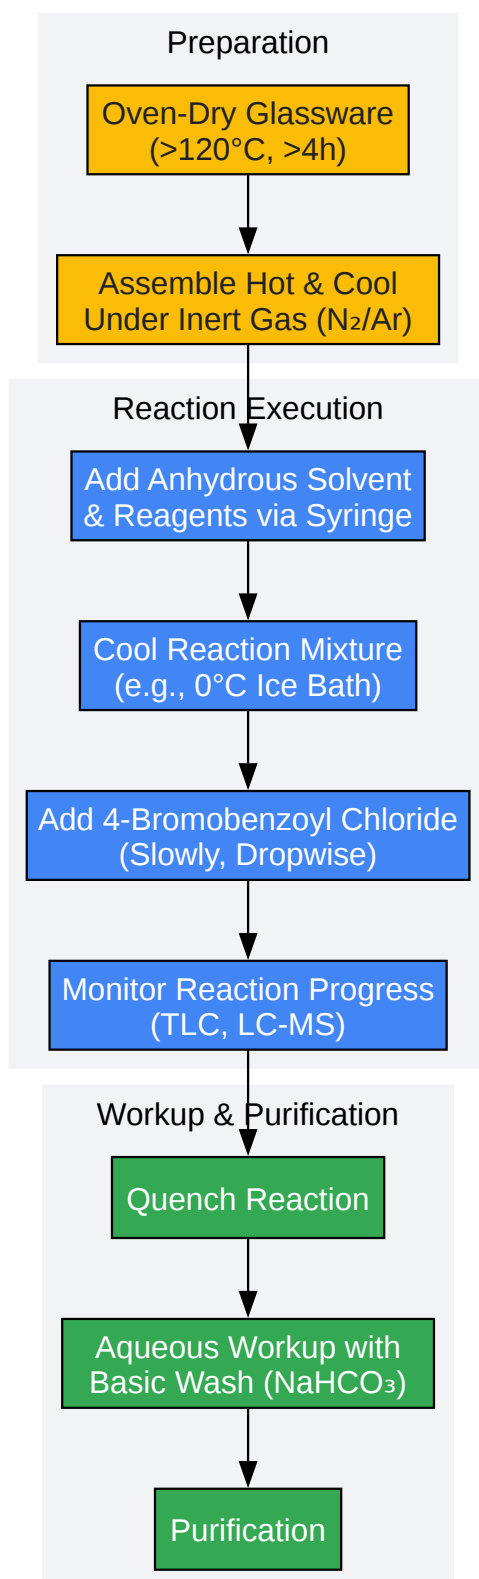 Preparation
Oven-Dry Glassware
(>120°C, >4h)
Assemble Hot & Cool
Under Inert Gas (N₂/Ar)
Reaction Execution
Add Anhydrous Solvent
& Reagents via Syringe
Cool Reaction Mixture
(e.g., 0°C Ice Bath)
Add 4-Bromobenzoyl Chloride
(Slowly, Dropwise)
Monitor Reaction Progress
(TLC, LC-MS)
Workup & Purification
Quench Reaction
Aqueous Workup with
Basic Wash (NaHCO₃)
Purification